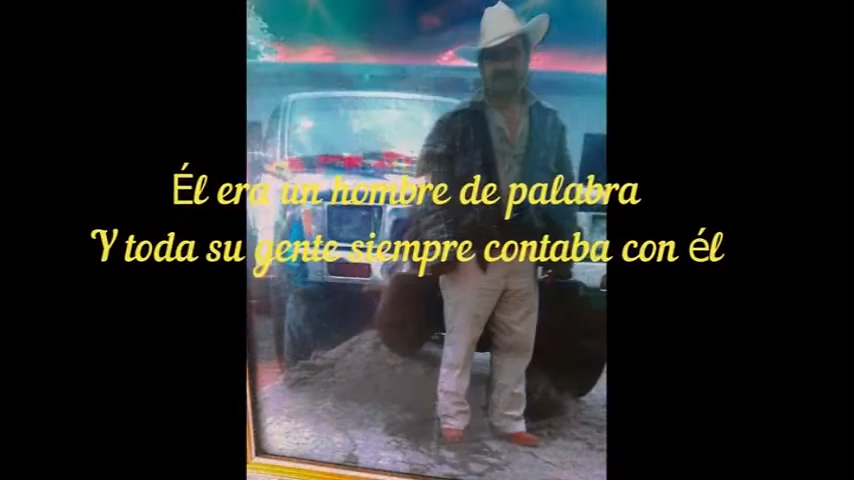 Él era un hombre de palabra
Y toda su gente siempre contaba con él